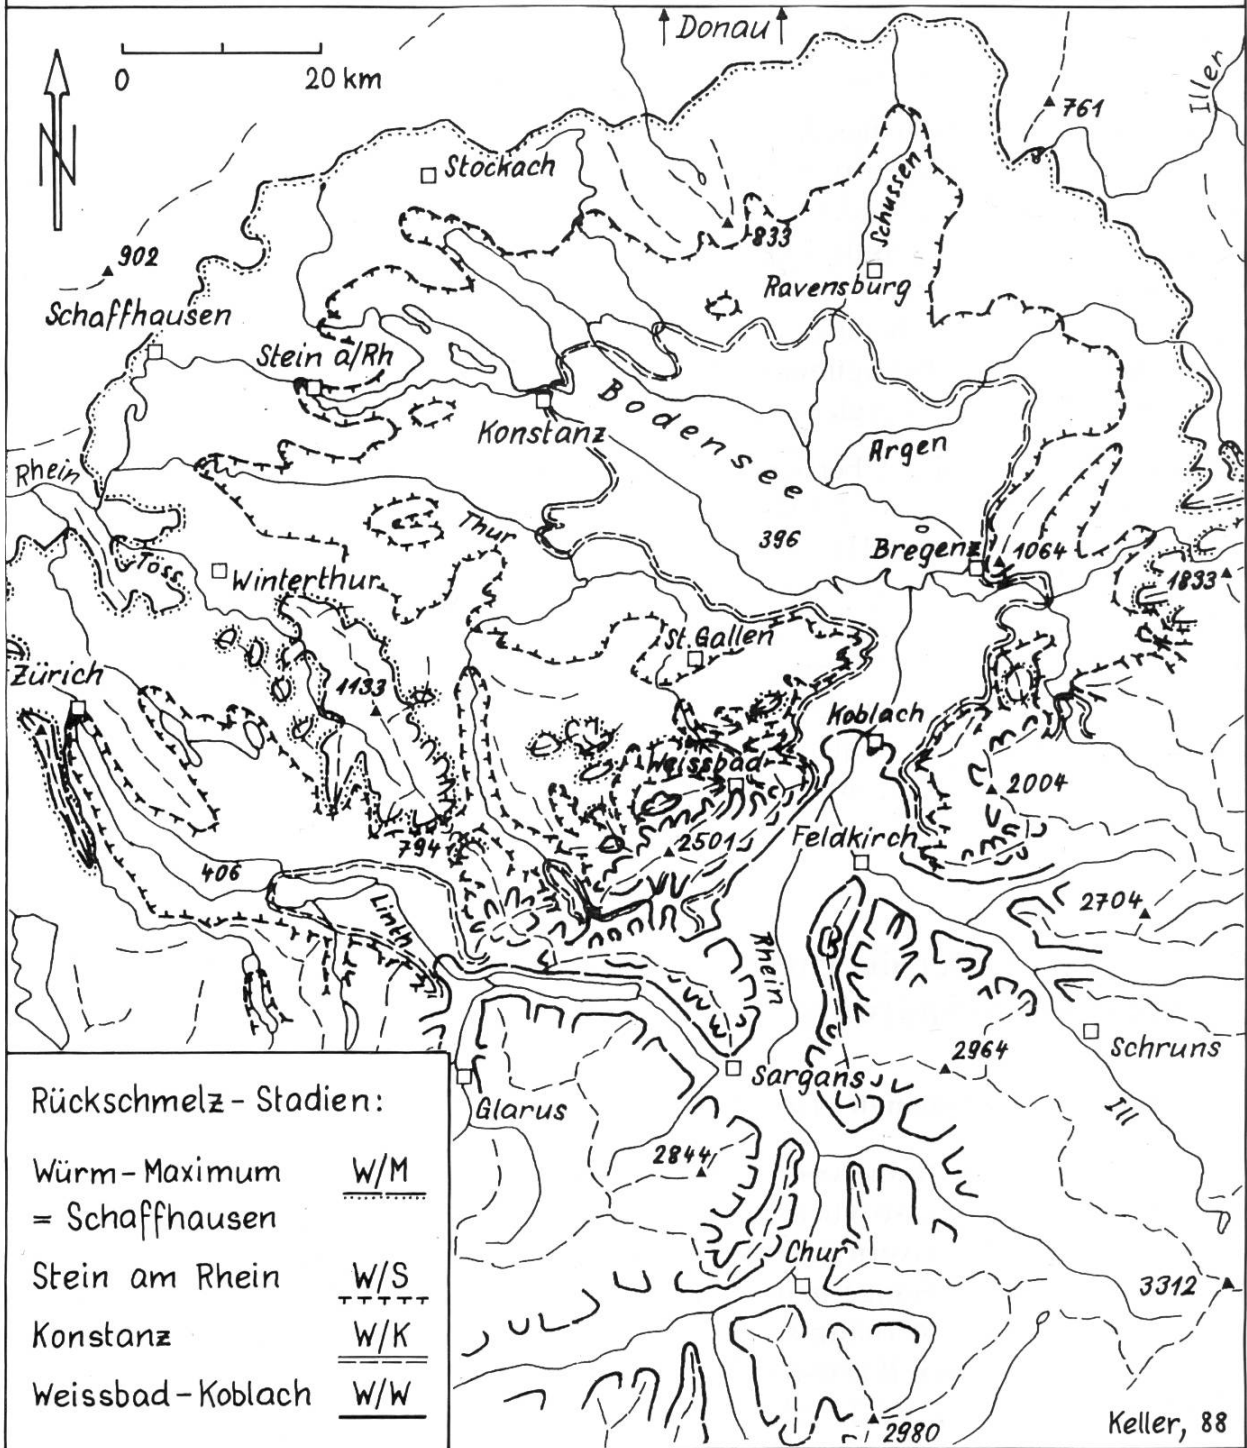 Donau
0 20 km
N
761
Iller
Stockach
Schussen
833
902
Ravensburg
Schaffhausen
Stein a/Rh
Konstanz
Bodensee
Argen
Rhein
Thur
396
Bregenz
1064
1833
Töss
Winterthur
St. Gallen
Zürich
1133
Koblach
Weissbad
2004
794
2501
Feldkirch
406
Linth
2704
Rhein
Schruns
2964
Sargans
Glarus
Ill
2844
Chur
3312
2980
Rückschmelz-Stadien:
Würm-Maximum W/M
= Schaffhausen
Stein am Rhein W/S
Konstanz W/K
Weissbad-Koblach W/W
Keller, 88